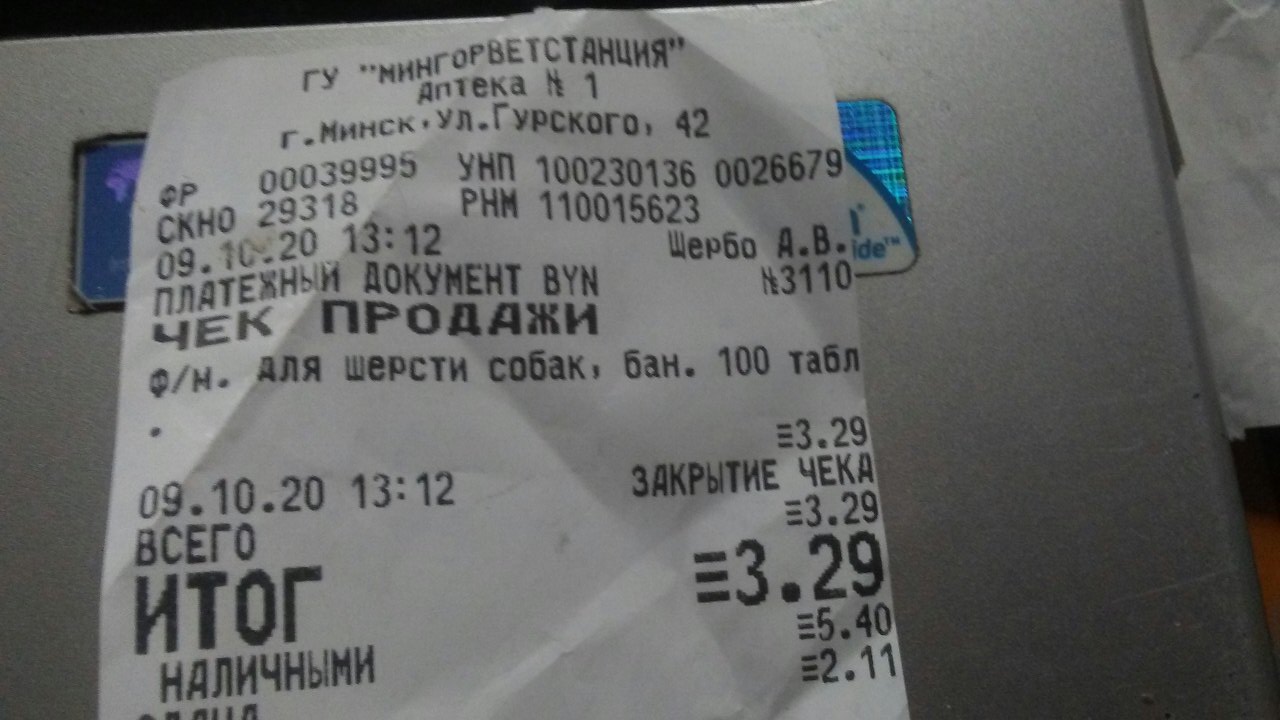 ГУ "МИНГОРВЕТСТАНЦИЯ"
Аптека № 1
г.Минск,ул.Гурского, 42
ФР 00039995 УНП 100230136 0026679
СКНО 29318 РНМ 110015623
09.10.20 13:12 Щербо А.В.
ПЛАТЕЖНЫЙ ДОКУМЕНТ BYN №3110
ЧЕК ПРОДАЖИ
Ф/н. для шерсти собак, бан. 100 табл
.
≡3.29
09.10.20 13:12 ЗАКРЫТИЕ ЧЕКА
ВСЕГО ≡3.29
ИТОГ ≡3.29
НАЛИЧНЫМИ ≡5.40
СДАЧА ≡2.11
ide™